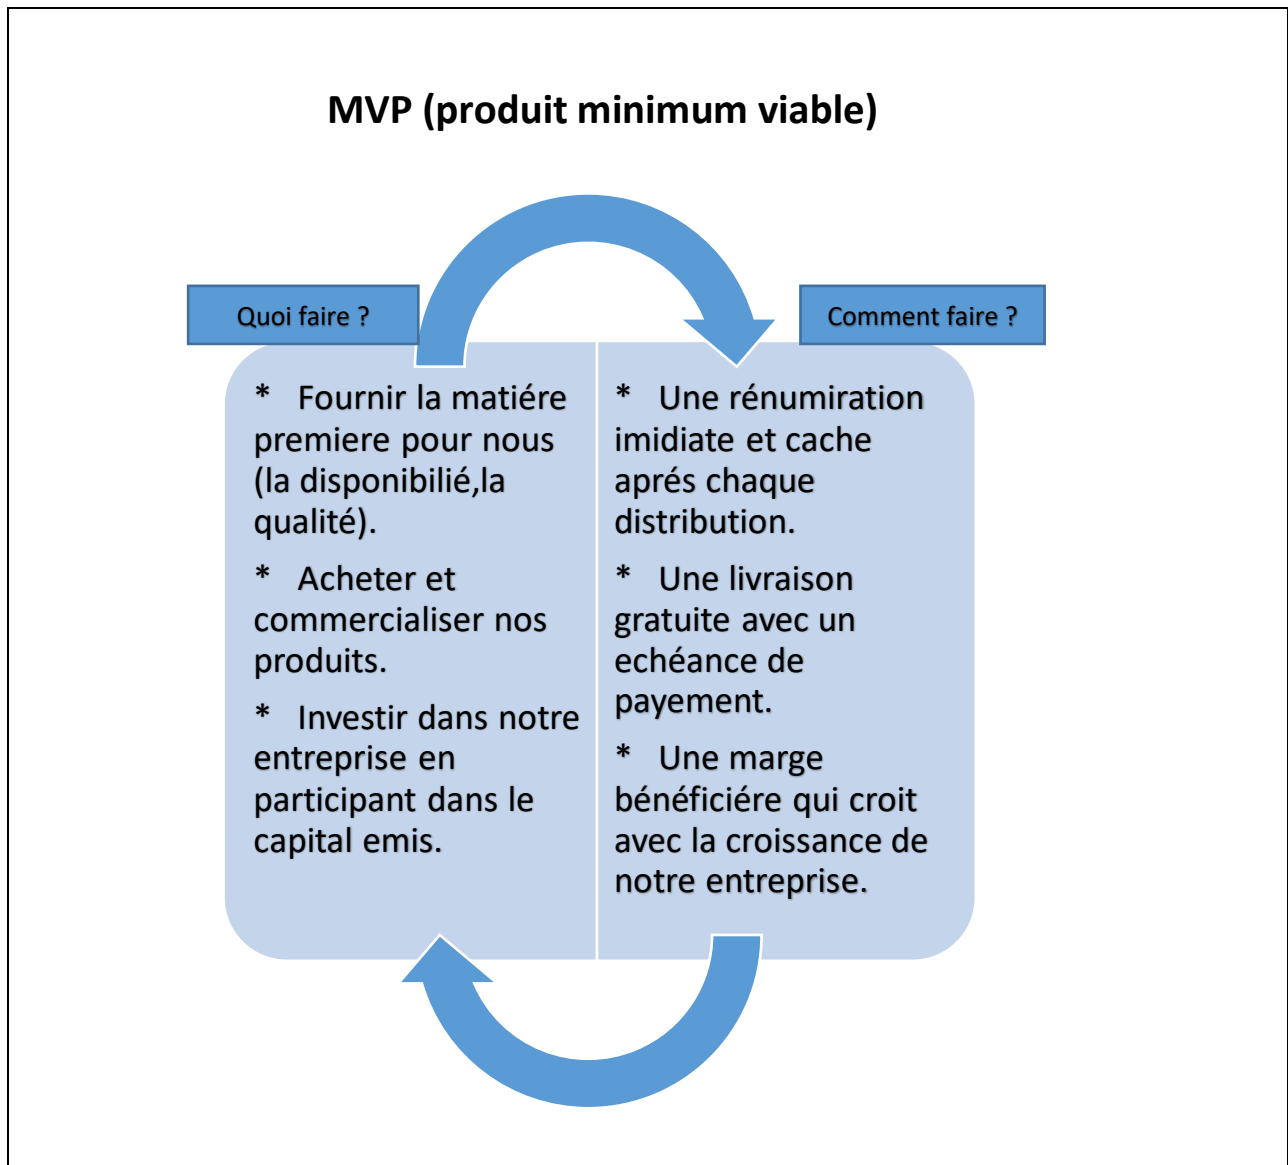 MVP (produit minimum viable)
Quoi faire ?
* Fournir la matiére
premiere pour nous
(la disponibilié,la
qualité).
* Acheter et
commercialiser nos
produits.
* Investir dans notre
entreprise en
participant dans le
capital emis.
Comment faire ?
* Une rénumiration
imidiate et cache
aprés chaque
distribution.
* Une livraison
gratuite avec un
echéance de
payement.
* Une marge
bénéficiére qui croit
avec la croissance de
notre entreprise.